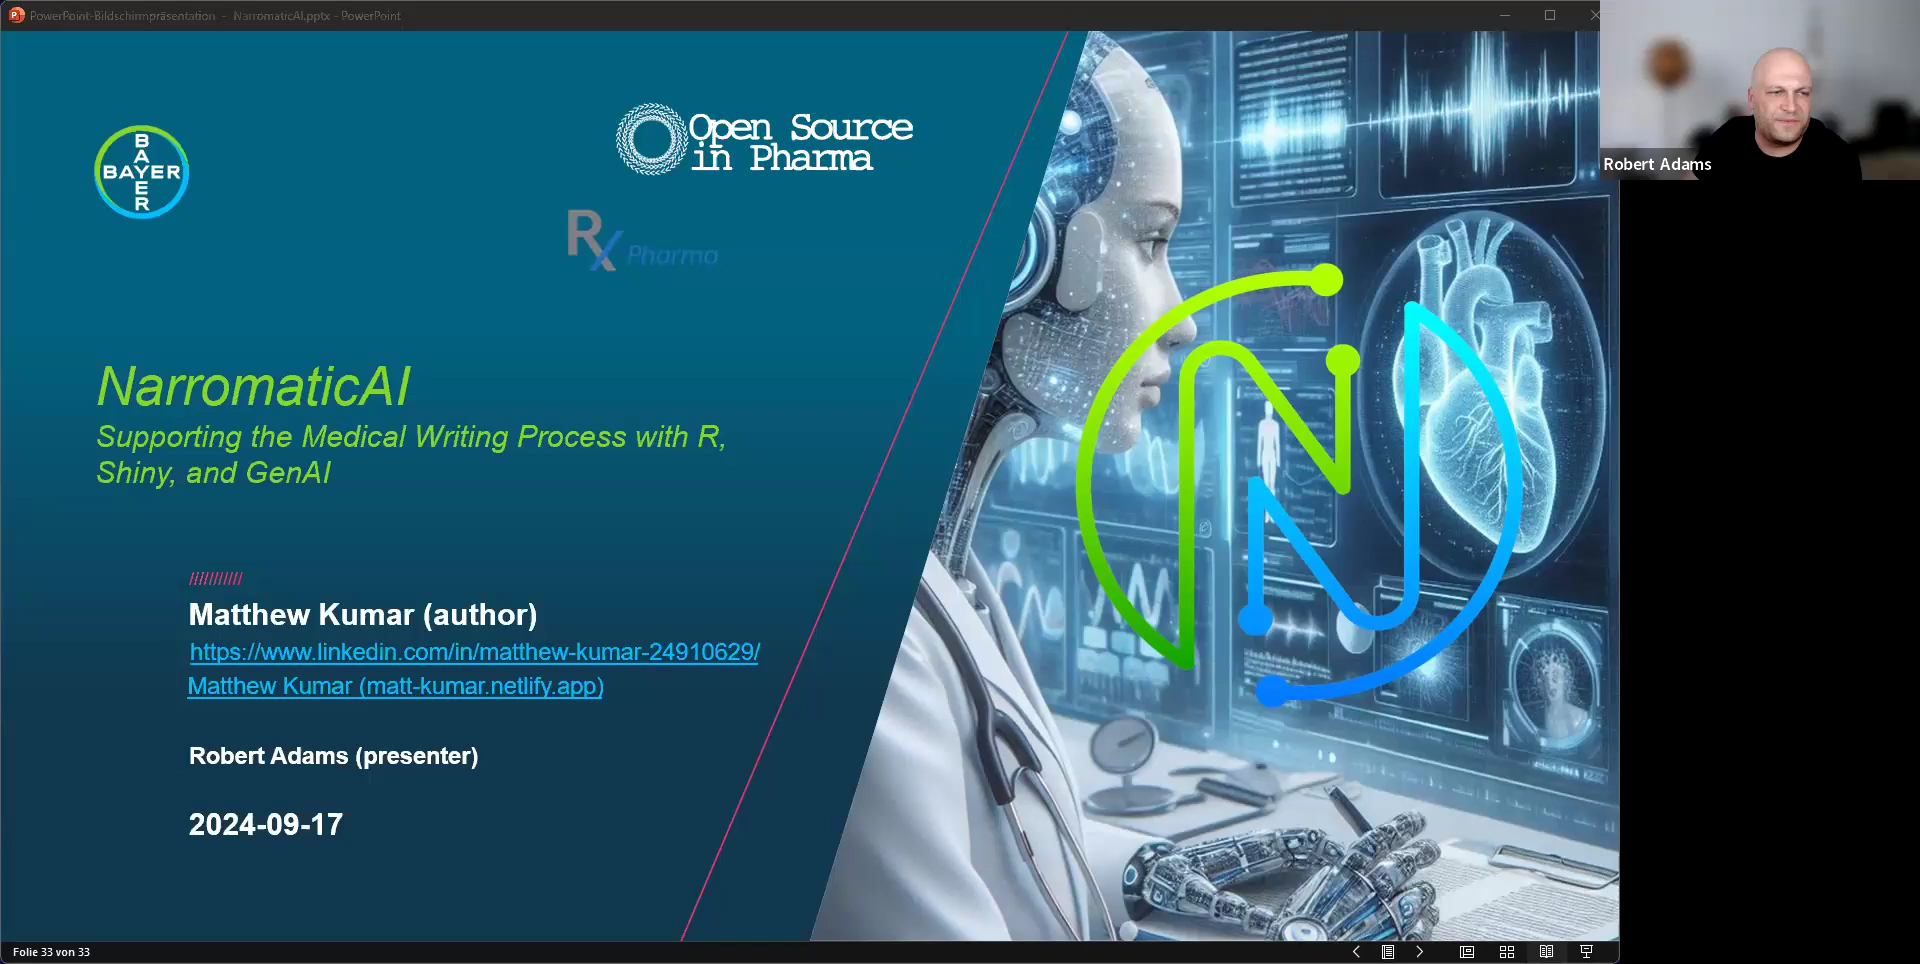 PowerPoint-Bildschirmpräsentation - NarromaticAI.pptx - PowerPoint
BAYER
BAYER
Open Source
in Pharma
Rx Pharma
Robert Adams
NarromaticAI
Supporting the Medical Writing Process with R,
Shiny, and GenAI
///////////
Matthew Kumar (author)
https://www.linkedin.com/in/matthew-kumar-24910629/
Matthew Kumar (matt-kumar.netlify.app)
Robert Adams (presenter)
2024-09-17
Folie 33 von 33